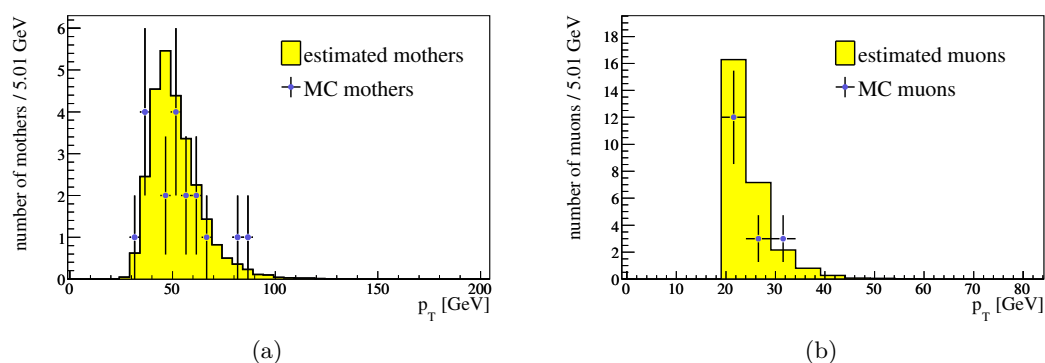 number of mothers / 5.01 GeV
6
5
4
3
2
1
0
estimated mothers
MC mothers
0 50 100 150 200
p_T [GeV]
(a)
number of muons / 5.01 GeV
18
16
14
12
10
8
6
4
2
0
estimated muons
MC muons
0 10 20 30 40 50 60 70 80
p_T [GeV]
(b)